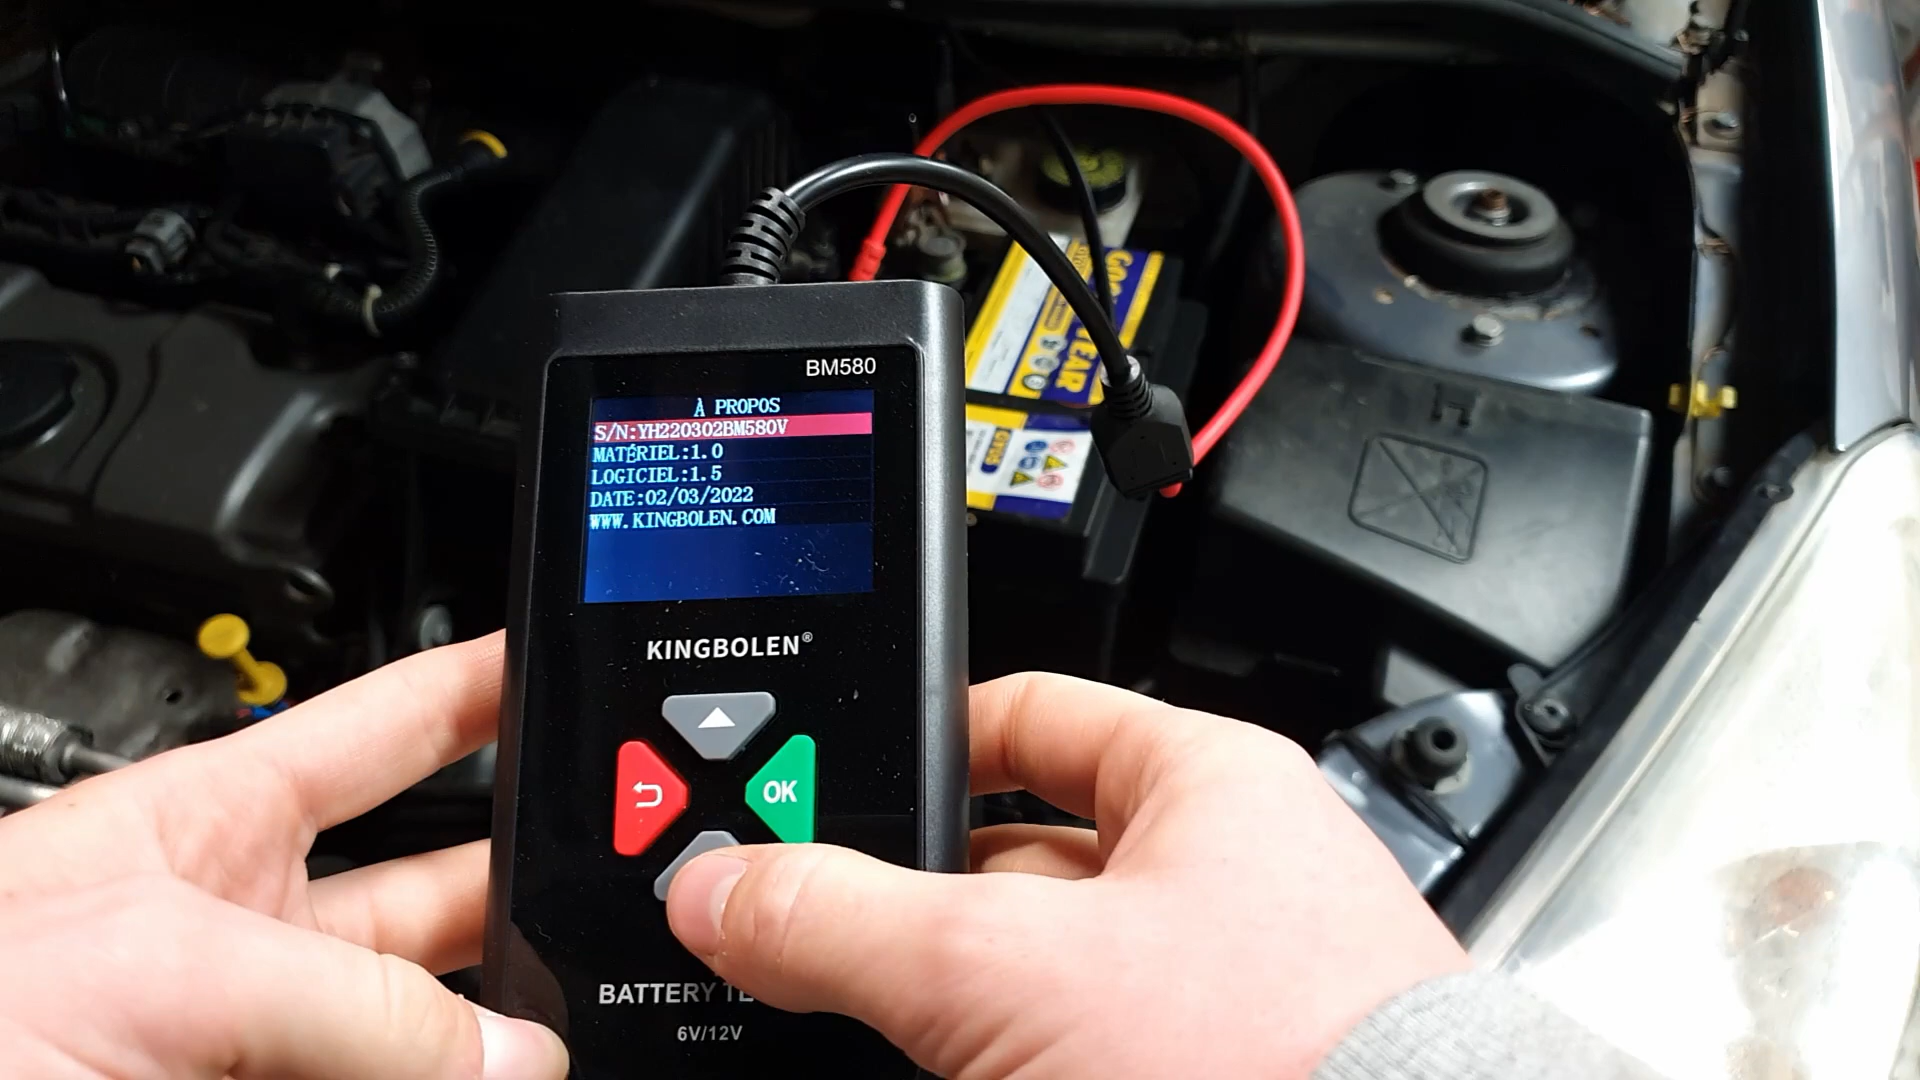 BM580
À PROPOS
S/N:YH220302BM580V
MATÉRIEL:1.0
LOGICIEL:1.5
DATE:02/03/2022
WWW.KINGBOLEN.COM
KINGBOLEN®
OK
BATTERY
6V/12V